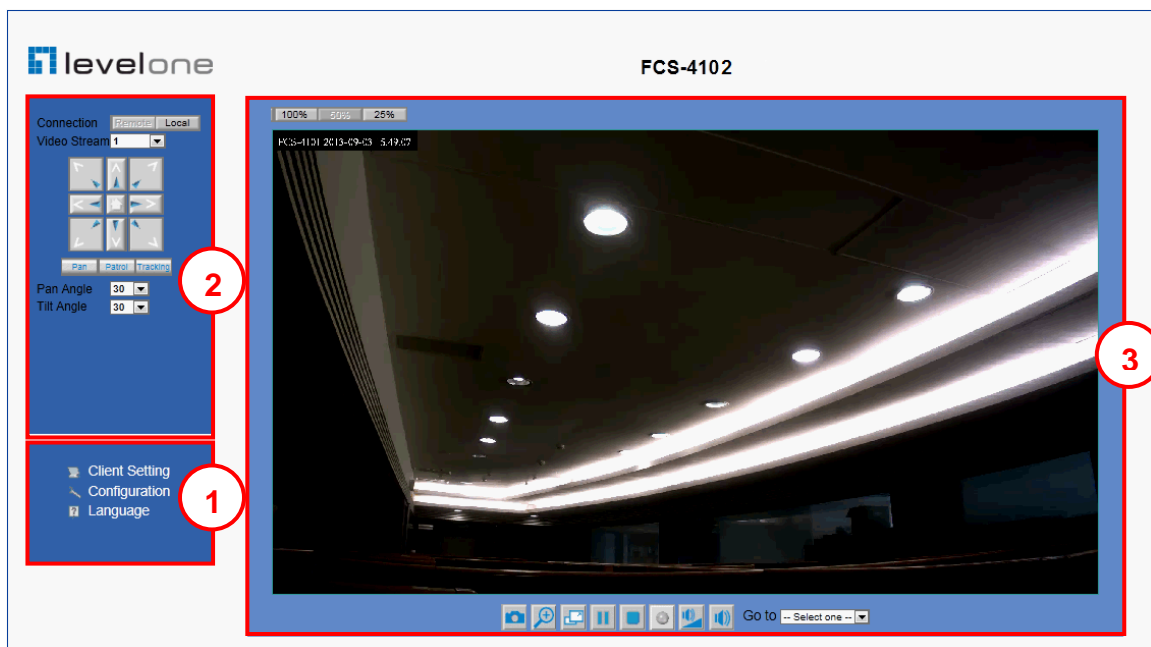 levelone
FCS-4102
Connection Remote Local
Video Stream 1
Pan Patrol Tracking
Pan Angle 30
Tilt Angle 30
2
Client Setting
Configuration
Language
1
100% 50% 25%
FCS-4101 2013-09-03 5:49:07
3
Go to -- Select one --